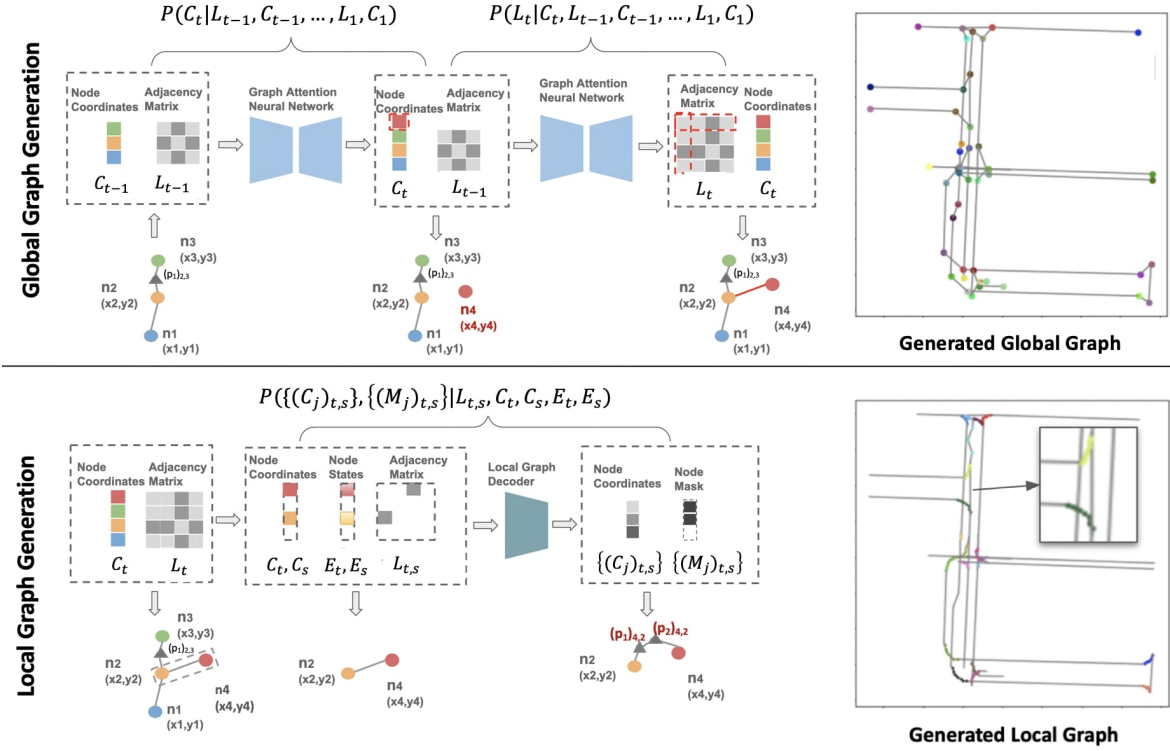 Global Graph Generation
P(C_t|L_{t-1}, C_{t-1}, ..., L_1, C_1)
P(L_t|C_t, L_{t-1}, C_{t-1}, ..., L_1, C_1)
Node
Coordinates
Adjacency
Matrix
C_{t-1}
L_{t-1}
Graph Attention
Neural Network
Node
Coordinates
Adjacency
Matrix
C_t
L_{t-1}
Graph Attention
Neural Network
Adjacency
Matrix
Node
Coordinates
L_t
C_t
n3
(x3,y3)
(p₁)₂,₃
n2
(x2,y2)
n1
(x1,y1)
n3
(x3,y3)
(p₁)₂,₃
n2
(x2,y2)
n4
(x4,y4)
n1
(x1,y1)
n3
(x3,y3)
(p₁)₂,₃
n2
(x2,y2)
n4
(x4,y4)
n1
(x1,y1)
Generated Global Graph
Local Graph Generation
P({(C_j)_{t,s}}, {(M_j)_{t,s}}|L_{t,s}, C_t, C_s, E_t, E_s)
Node
Coordinates
Adjacency
Matrix
C_t
L_t
Node
Coordinates
Node
States
Adjacency
Matrix
C_t, C_s
E_t, E_s
L_{t,s}
Local Graph
Decoder
Node
Coordinates
Node
Mask
{(C_j)_{t,s}}
{(M_j)_{t,s}}
n3
(x3,y3)
(p₁)₂,₃
n2
(x2,y2)
n4
(x4,y4)
n1
(x1,y1)
n2
(x2,y2)
n4
(x4,y4)
(p₁)₄,₂
(p₂)₄,₂
n2
(x2,y2)
n4
(x4,y4)
Generated Local Graph